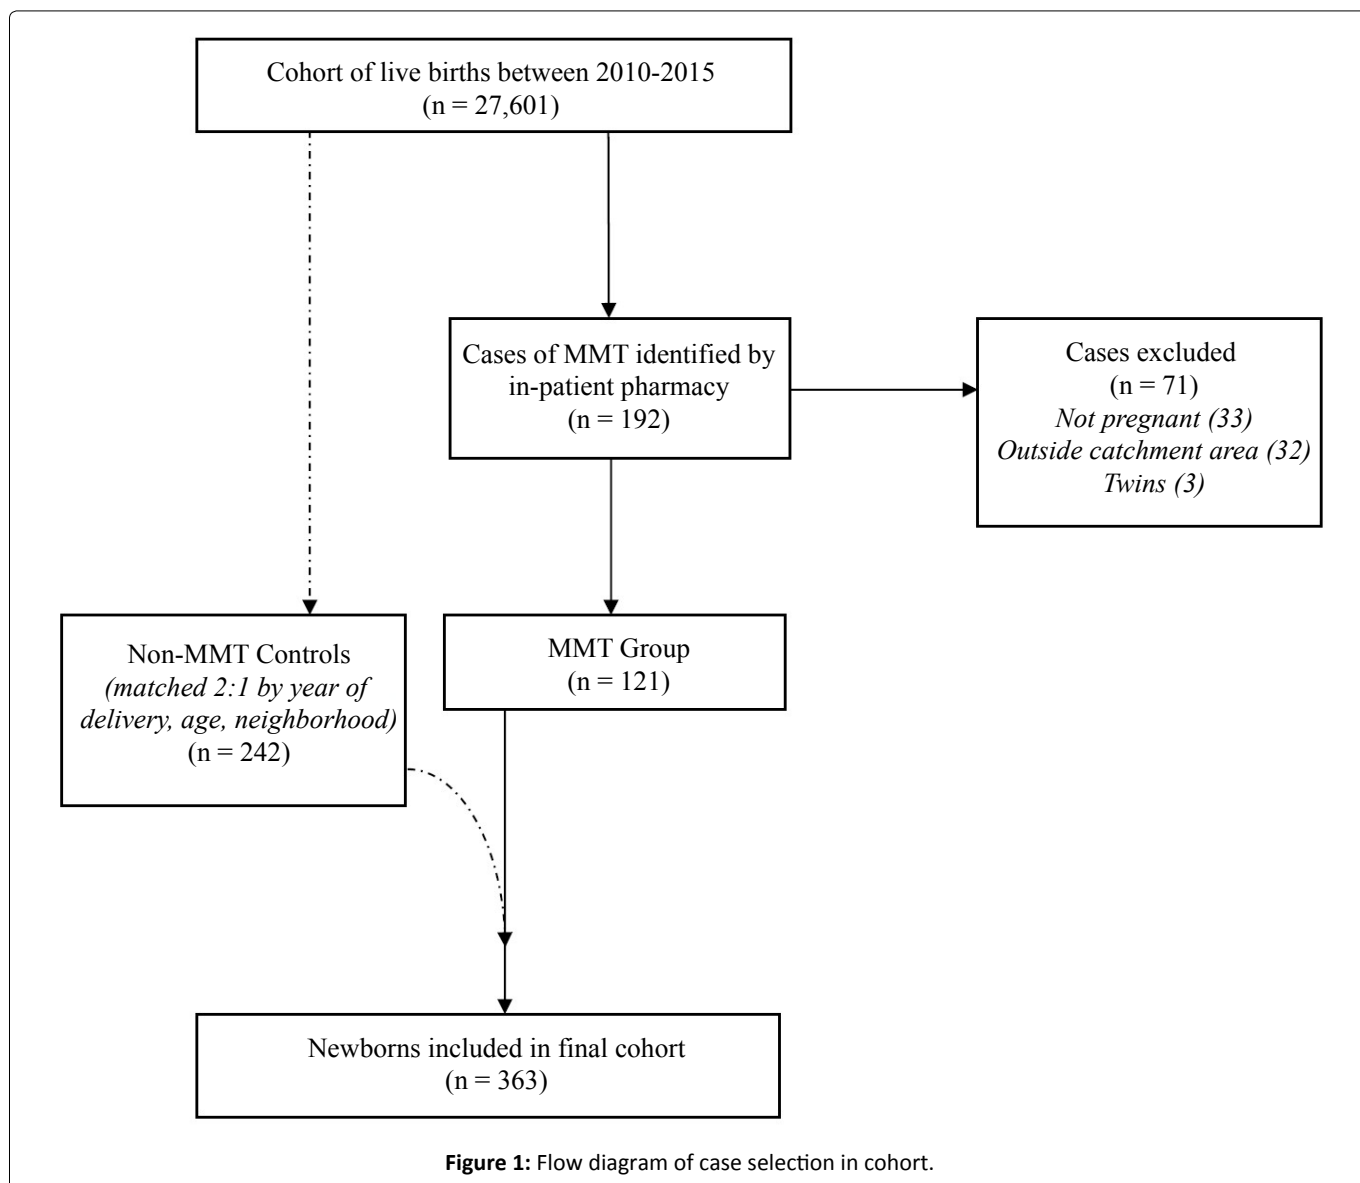 Cohort of live births between 2010-2015
(n = 27,601)
Cases of MMT identified by
in-patient pharmacy
(n = 192)
Cases excluded
(n = 71)
Not pregnant (33)
Outside catchment area (32)
Twins (3)
Non-MMT Controls
(matched 2:1 by year of
delivery, age, neighborhood)
(n = 242)
MMT Group
(n = 121)
Newborns included in final cohort
(n = 363)
Figure 1: Flow diagram of case selection in cohort.